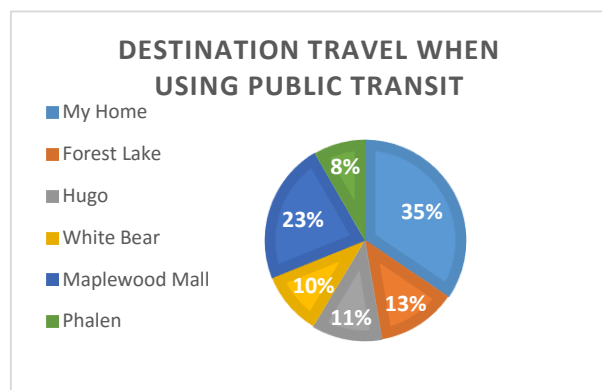 DESTINATION TRAVEL WHEN
USING PUBLIC TRANSIT
My Home
Forest Lake
Hugo
White Bear
Maplewood Mall
Phalen
8%
35%
23%
10%
13%
11%